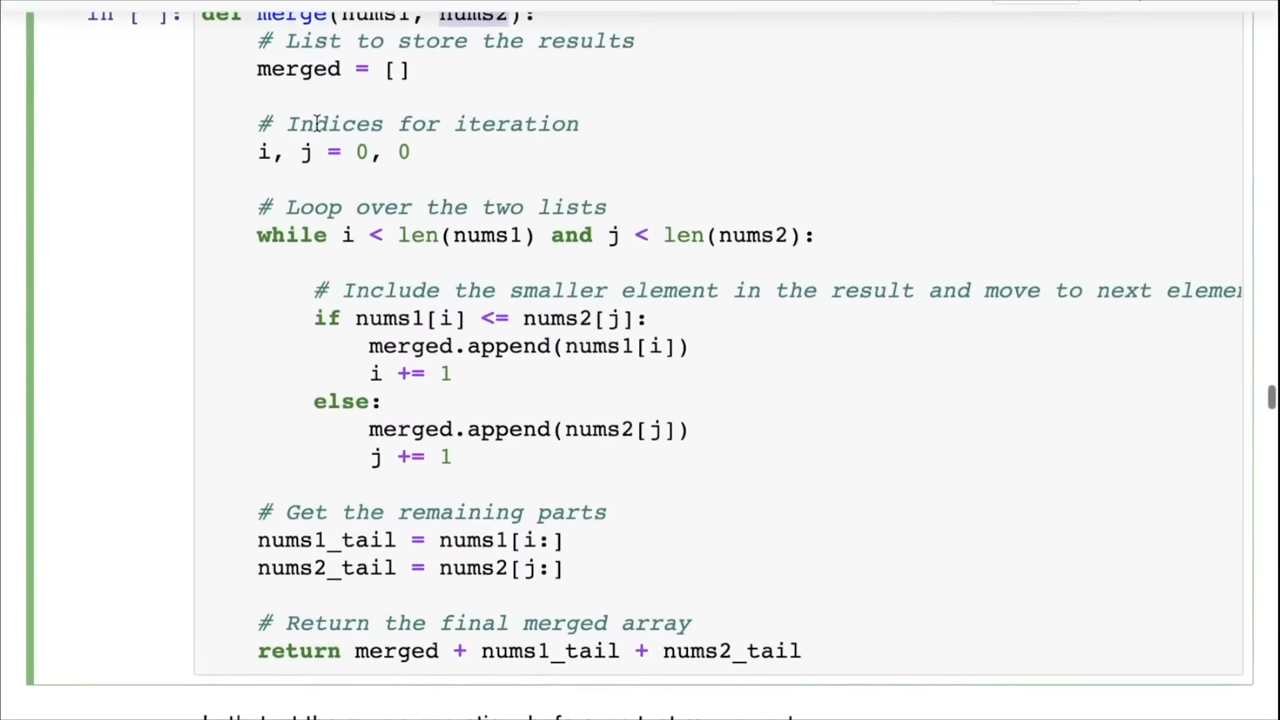 In [ ]: def merge(nums1, nums2):
# List to store the results
merged = []
# Indices for iteration
i, j = 0, 0
# Loop over the two lists
while i < len(nums1) and j < len(nums2):
# Include the smaller element in the result and move to next
if nums1[i] <= nums2[j]:
merged.append(nums1[i])
i += 1
else:
merged.append(nums2[j])
j += 1
# Get the remaining parts
nums1_tail = nums1[i:]
nums2_tail = nums2[j:]
# Return the final merged array
return merged + nums1_tail + nums2_tail